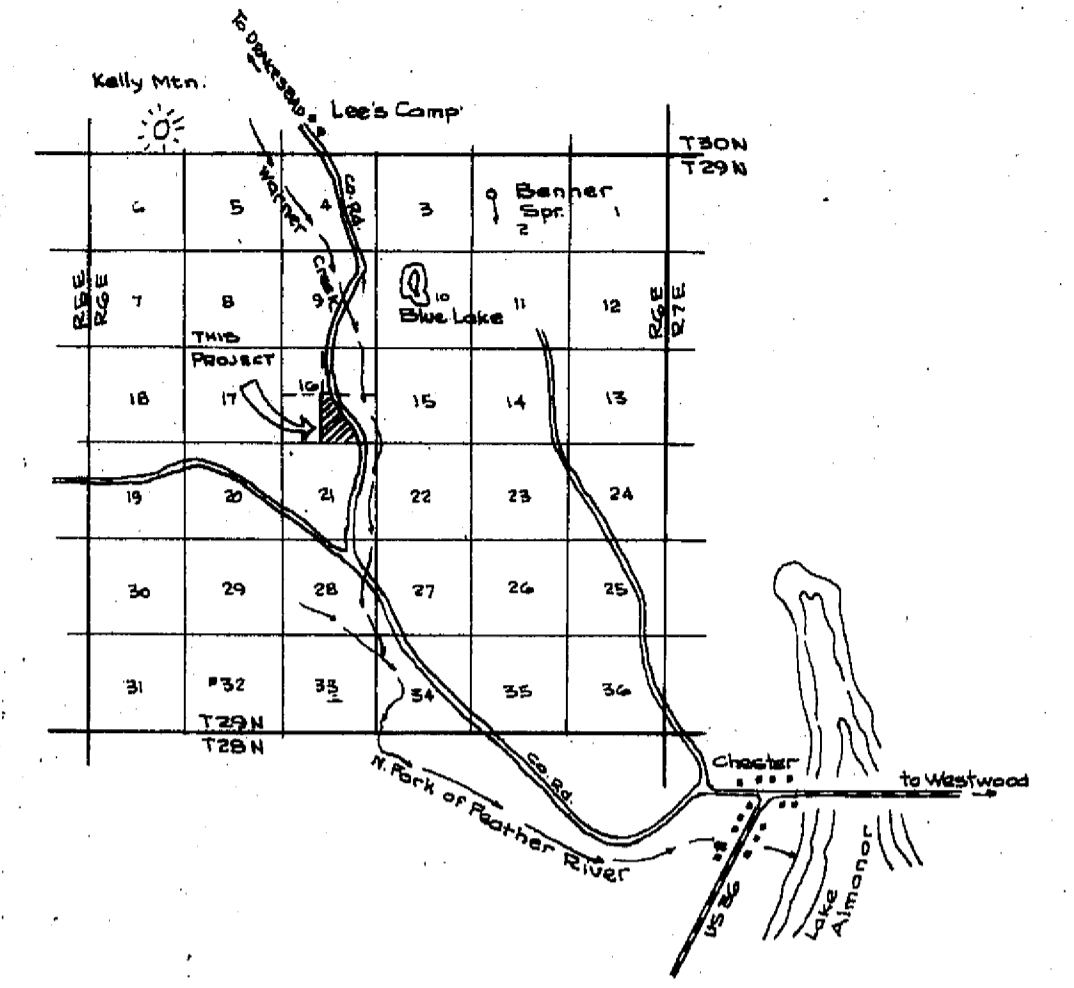 To DRAKESBAD
Kelly Mtn.
Lee's Camp
T30N
T29N
Warner
Creek
Co. Rd.
6
5
4
3
Benner
Spr.
2
1
R5E
R6E
7
8
9
10
Blue Lake
11
12
R6E
R7E
THIS
PROJECT
18
17
16
15
14
13
19
20
21
22
23
24
30
29
28
27
26
25
31
32
33
34
35
36
T29N
T28N
N. Fork of Feather River
Co. Rd.
Chester
to Westwood
US 36
Lake
Almanor